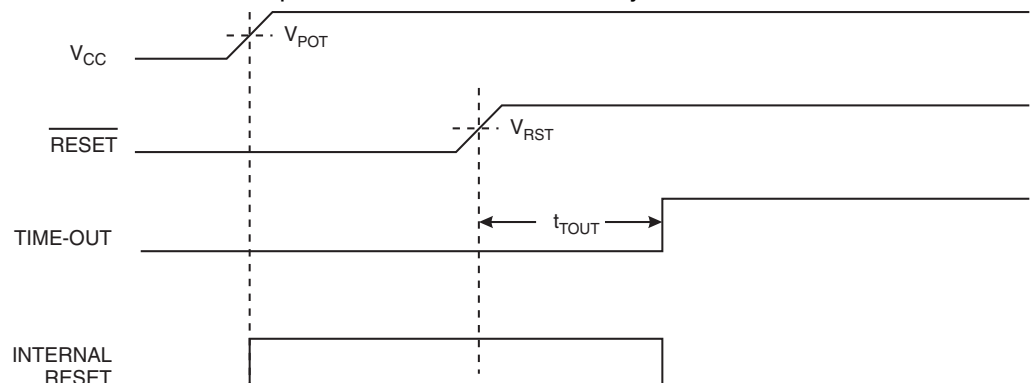 V_CC
V_POT
RESET
V_RST
TIME-OUT
t_TOUT
INTERNAL
RESET